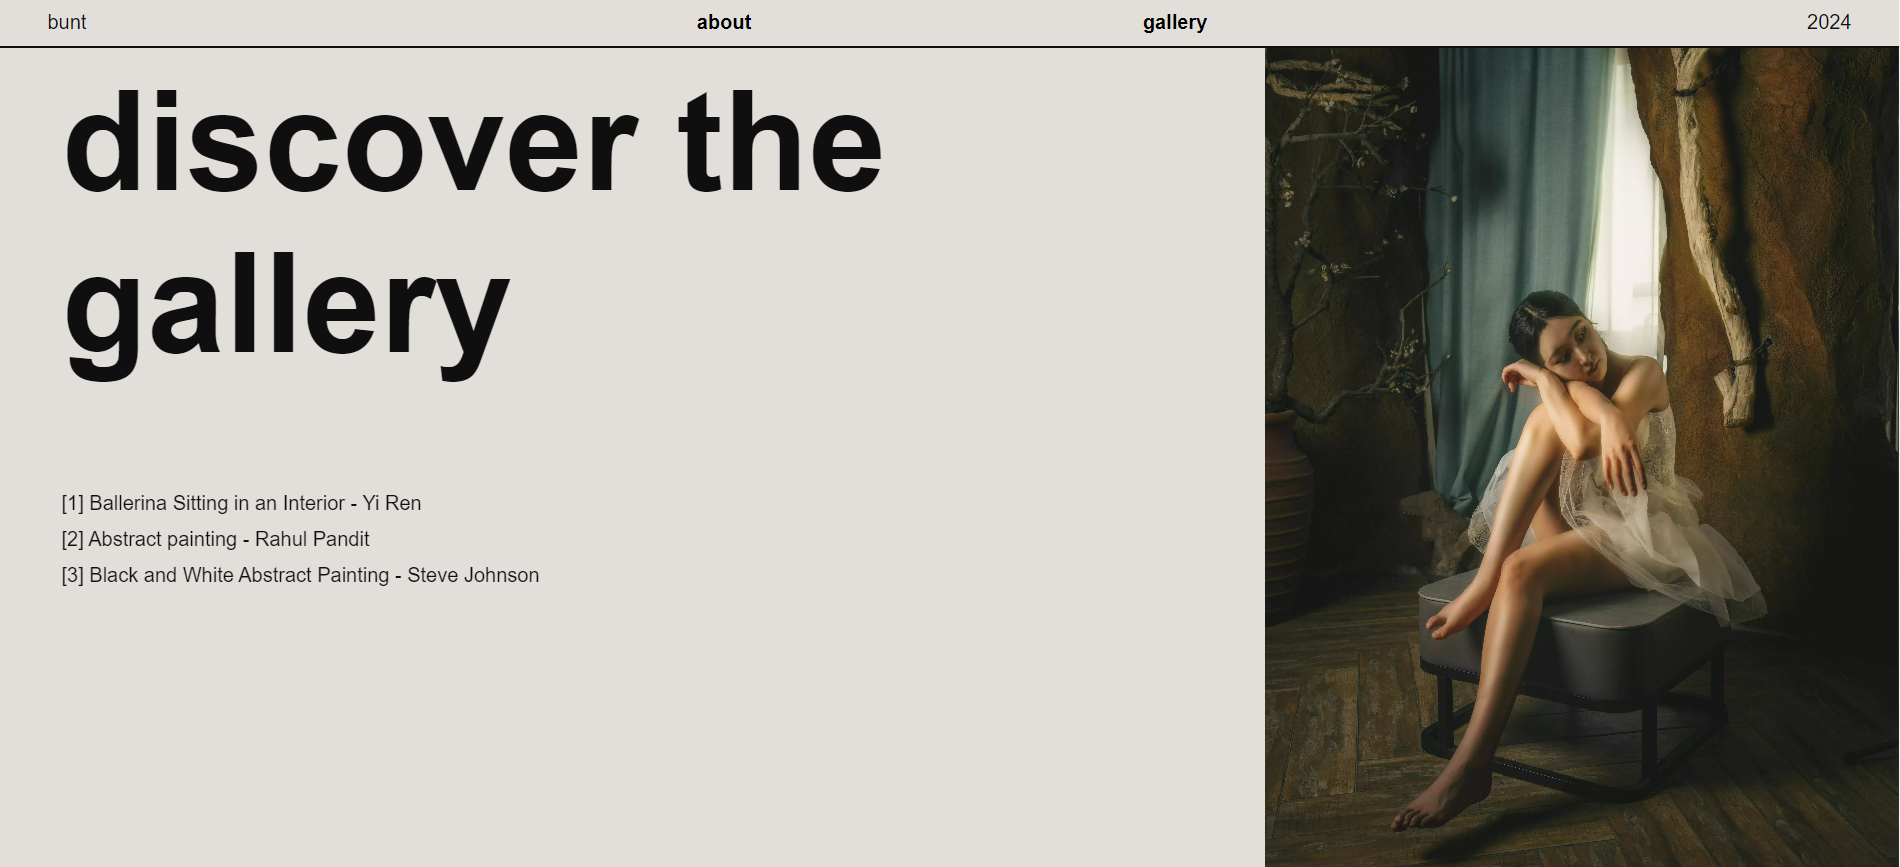 bunt about gallery 2024
discover the
gallery
[1] Ballerina Sitting in an Interior - Yi Ren
[2] Abstract painting - Rahul Pandit
[3] Black and White Abstract Painting - Steve Johnson